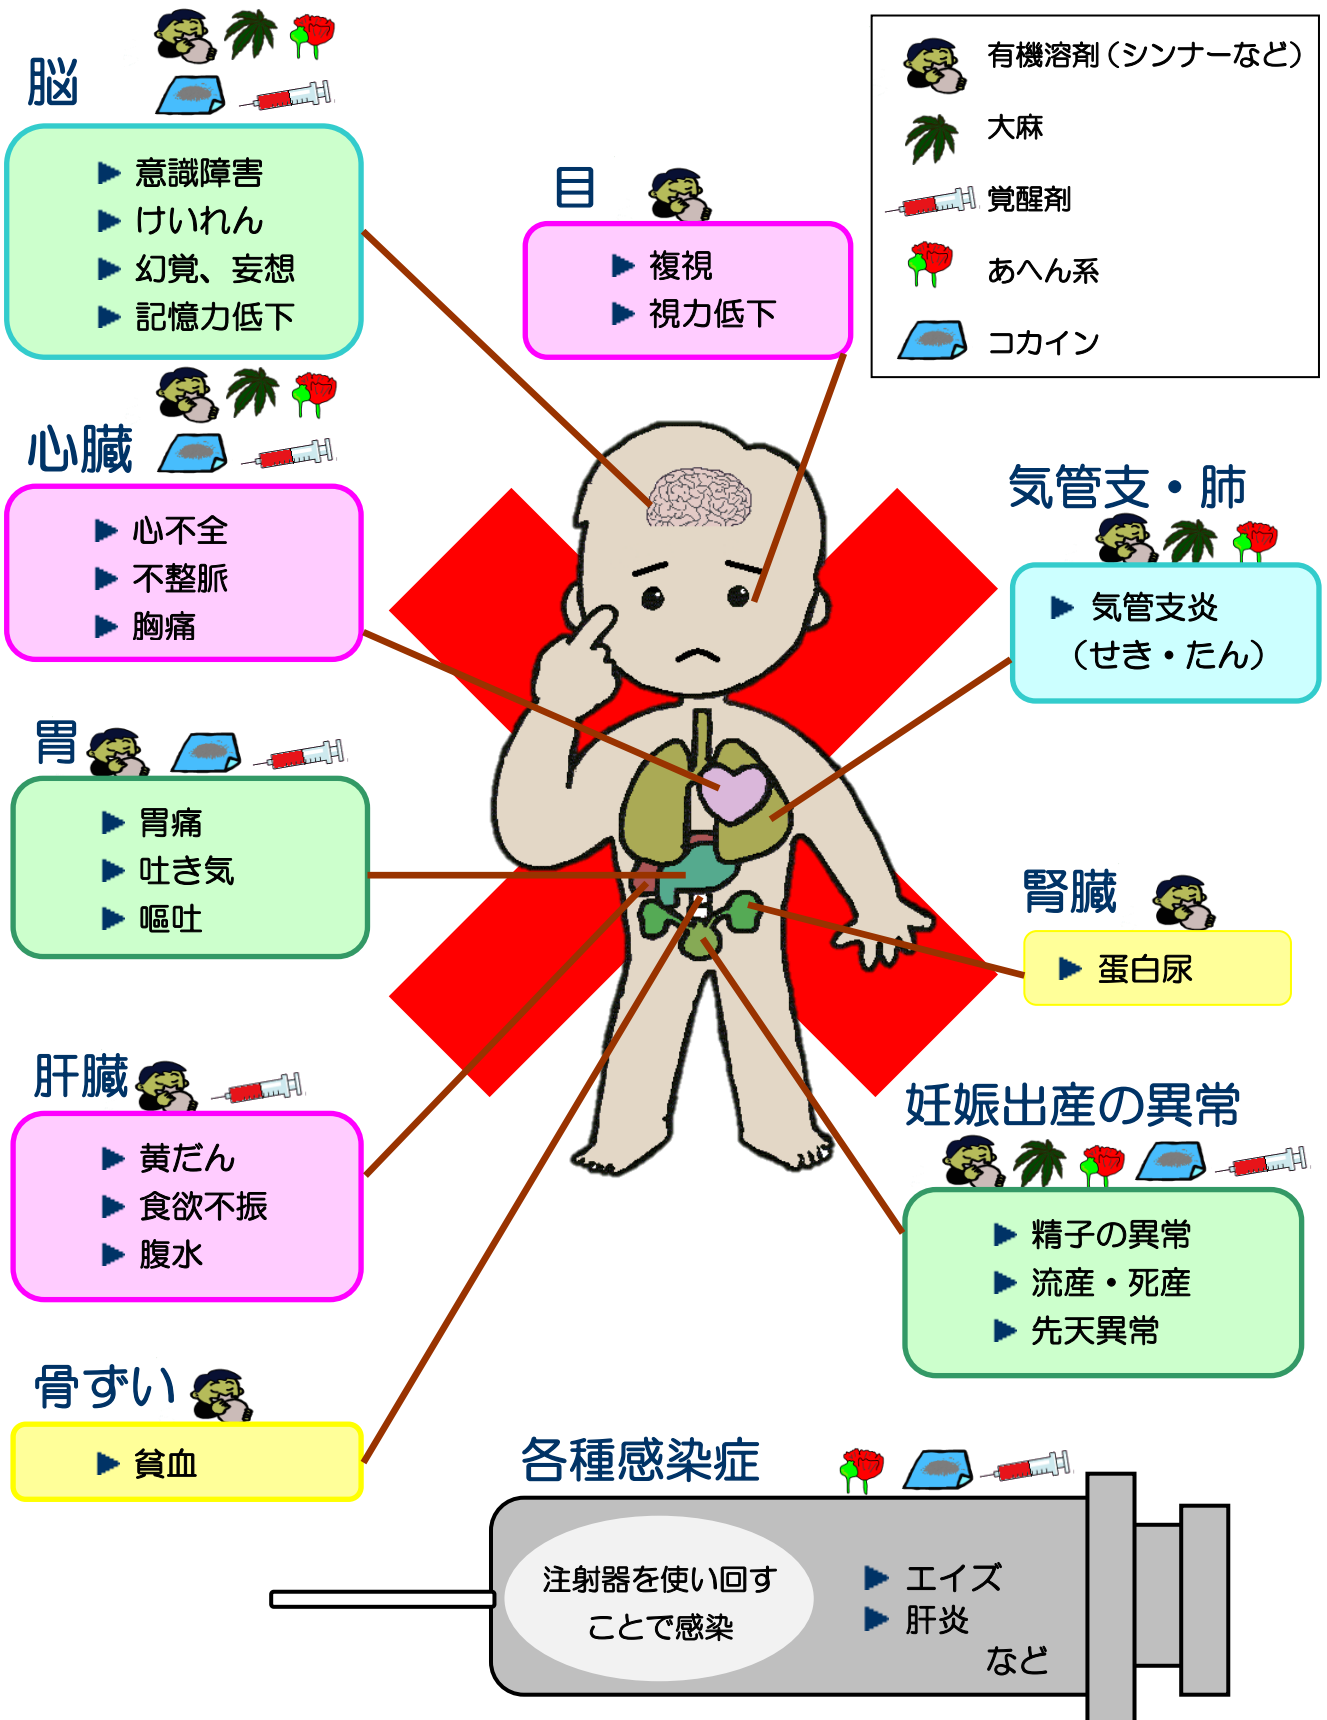 脳
意識障害
けいれん
幻覚、妄想
記憶力低下
目
複視
視力低下
有機溶剤（シンナーなど）
大麻
覚醒剤
あへん系
コカイン
心臓
心不全
不整脈
胸痛
気管支・肺
気管支炎
（せき・たん）
胃
胃痛
吐き気
嘔吐
腎臓
蛋白尿
肝臓
黄だん
食欲不振
腹水
妊娠出産の異常
精子の異常
流産・死産
先天異常
骨ずい
貧血
各種感染症
注射器を使い回す
ことで感染
エイズ
肝炎
など